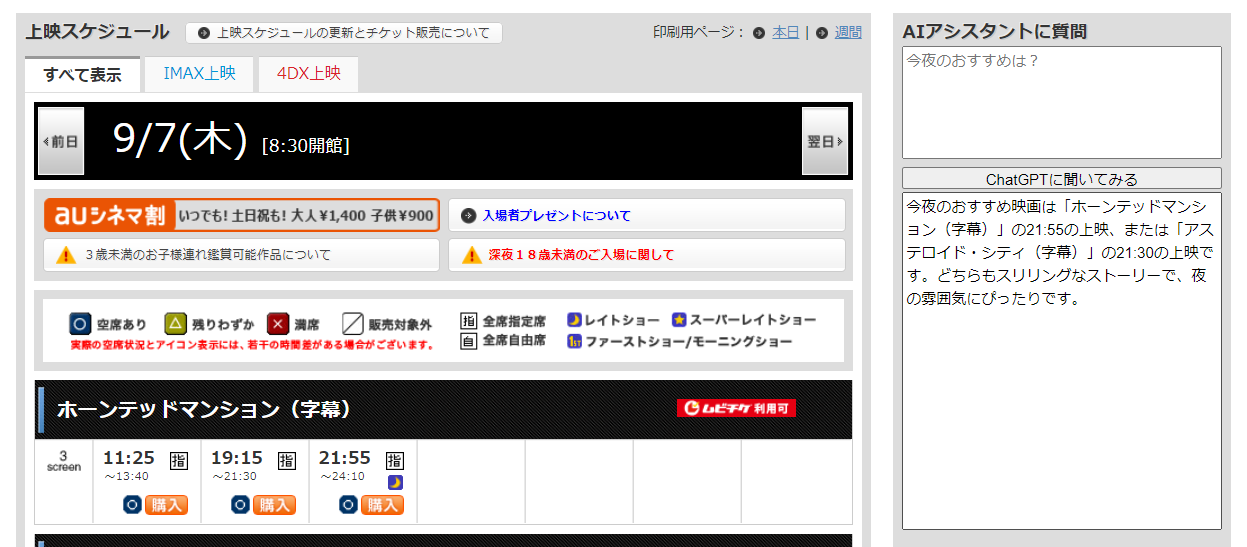 上映スケジュール
上映スケジュールの更新とチケット販売について
印刷用ページ： 本日 | 週間
すべて表示
IMAX上映
4DX上映
前日
9/7(木) [8:30開館]
翌日
auシネマ割 いつでも! 土日祝も! 大人¥1,400 子供¥900
入場者プレゼントについて
３歳未満のお子様連れ鑑賞可能作品について
深夜１８歳未満のご入場に関して
空席あり 残りわずか 満席 販売対象外
実際の空席状況とアイコン表示には、若干の時間差がある場合がございます。
指 全席指定席 レイトショー スーパーレイトショー
自 全席自由席 1st ファーストショー/モーニングショー
ホーンテッドマンション（字幕）
ムビチケ 利用可
3
screen
11:25 指
～13:40
購入
19:15 指
～21:30
購入
21:55 指
～24:10
購入
AIアシスタントに質問
今夜のおすすめは？
ChatGPTに聞いてみる
今夜のおすすめ映画は「ホーンテッドマンシ
ョン（字幕）」の21:55の上映、または「アス
テロイド・シティ（字幕）」の21:30の上映で
す。どちらもスリリングなストーリーで、夜
の雰囲気にぴったりです。